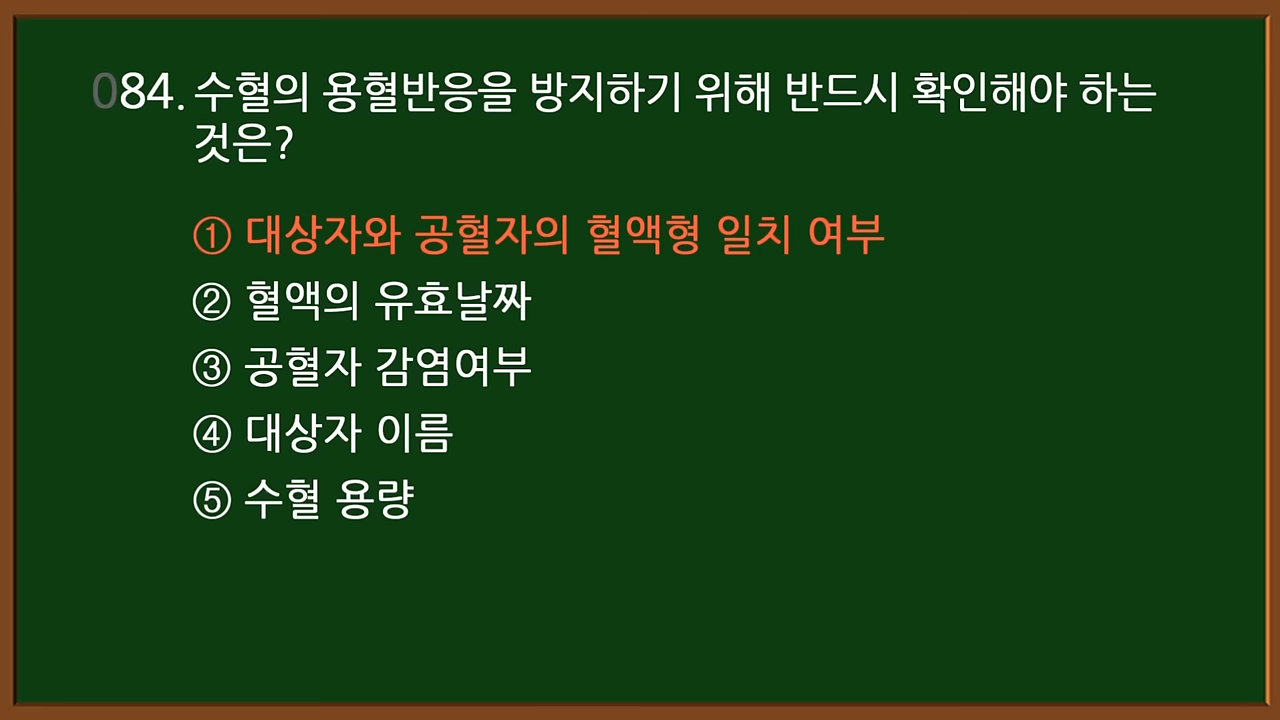 084. 수혈의 용혈반응을 방지하기 위해 반드시 확인해야 하는
것은?
① 대상자와 공혈자의 혈액형 일치 여부
② 혈액의 유효날짜
③ 공혈자 감염여부
④ 대상자 이름
⑤ 수혈 용량